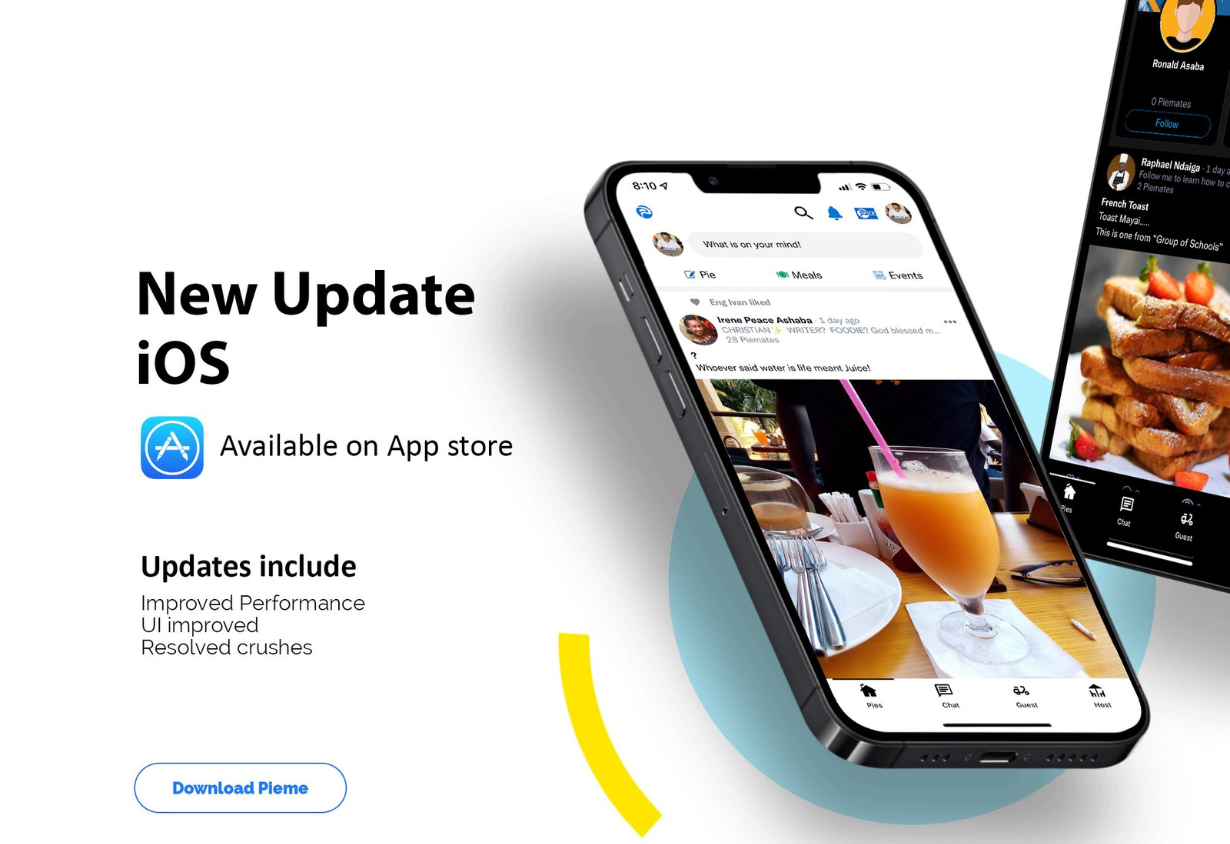 New Update
iOS
Available on App store
Updates include
Improved Performance
UI improved
Resolved crushes
Download Pieme
8:10
What is on your mind!
Pie
Meals
Events
Eng Ivan liked
Irene Peace Ashaba · 1 day ago
CHRISTIAN✨ WRITER? FOODIE? God blessed m...
28 Piemates
?
Whoever said water is life meant Juice!
Pies
Chat
Guest
Host
Ronald Asaba
0 Piemates
Follow
Raphael Ndaiga · 1 day a
Follow me to learn how to c
2 Piemates
French Toast
Toast Mayai.....
This is one from "Group of Schools"
Pies
Chat
Guest